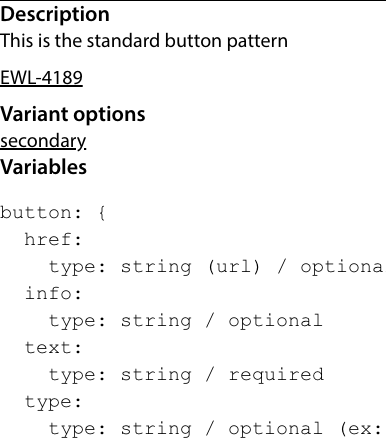 Description
This is the standard button pattern
EWL-4189
Variant options
secondary
Variables
button: {
href:
type: string (url) / optiona
info:
type: string / optional
text:
type: string / required
type:
type: string / optional (ex: